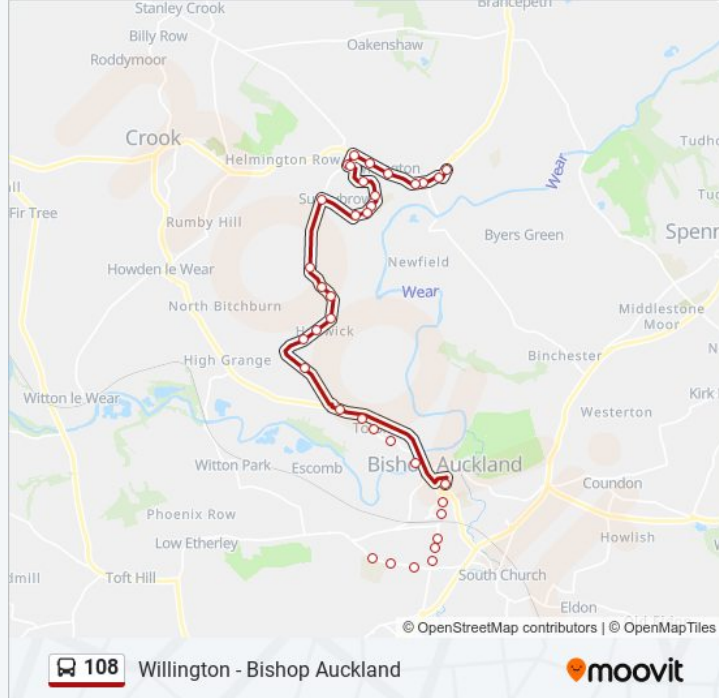 Stanley Crook
Brancepeth
Billy Row
Oakenshaw
Roddymoor
Crook
Helmington Row
Wear
Fir Tree
Rumby Hill
Byers Green
Spenn
Howden le Wear
Newfield
Wear
North Bitchburn
Middlestone
Moor
High Grange
Binchester
Witton le Wear
Westerton
Kirk
Witton Park
Escomb
Auckland
Coundon
Phoenix Row
Low Etherley
Howlish
Toft Hill
South Church
Eldon
© OpenStreetMap contributors | © OpenMapTiles
108 Willington - Bishop Auckland
moovit